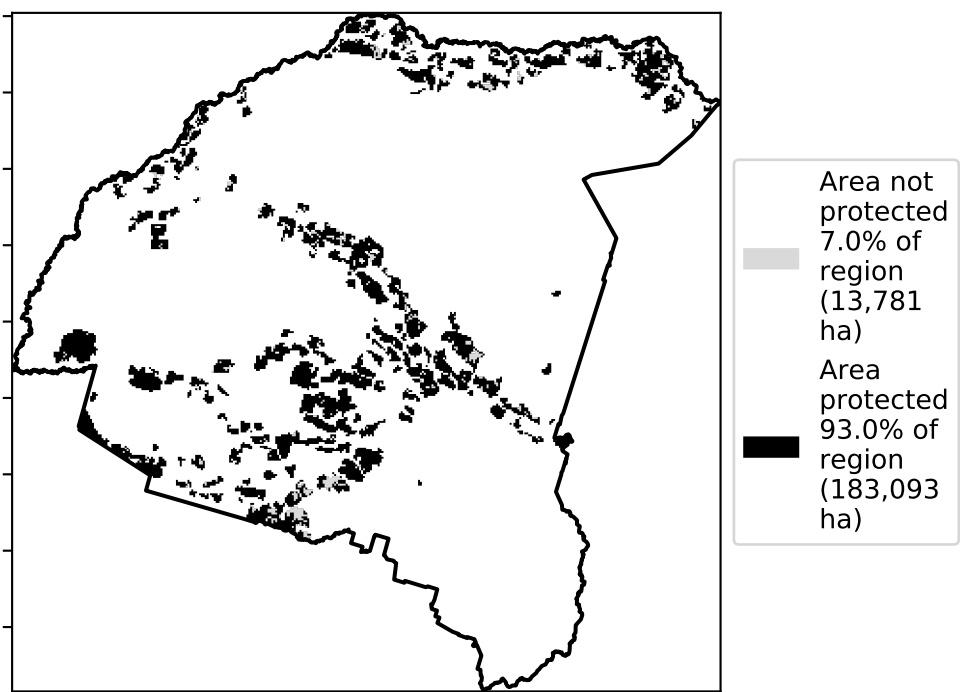 Area not
protected
7.0% of
region
(13,781
ha)
Area
protected
93.0% of
region
(183,093
ha)